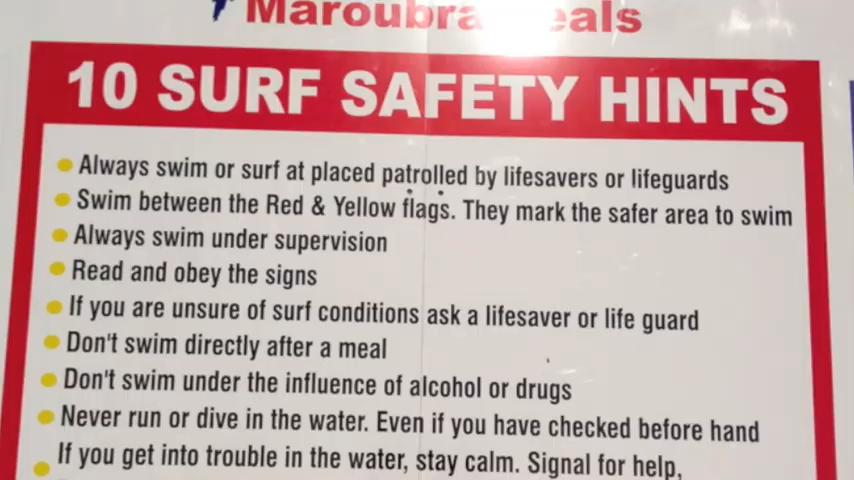 Maroubra eals
10 SURF SAFETY HINTS
Always swim or surf at placed patrolled by lifesavers or lifeguards
Swim between the Red & Yellow flags. They mark the safer area to swim
Always swim under supervision
Read and obey the signs
If you are unsure of surf conditions ask a lifesaver or life guard
Don't swim directly after a meal
Don't swim under the influence of alcohol or drugs
Never run or dive in the water. Even if you have checked before hand
If you get into trouble in the water, stay calm. Signal for help,